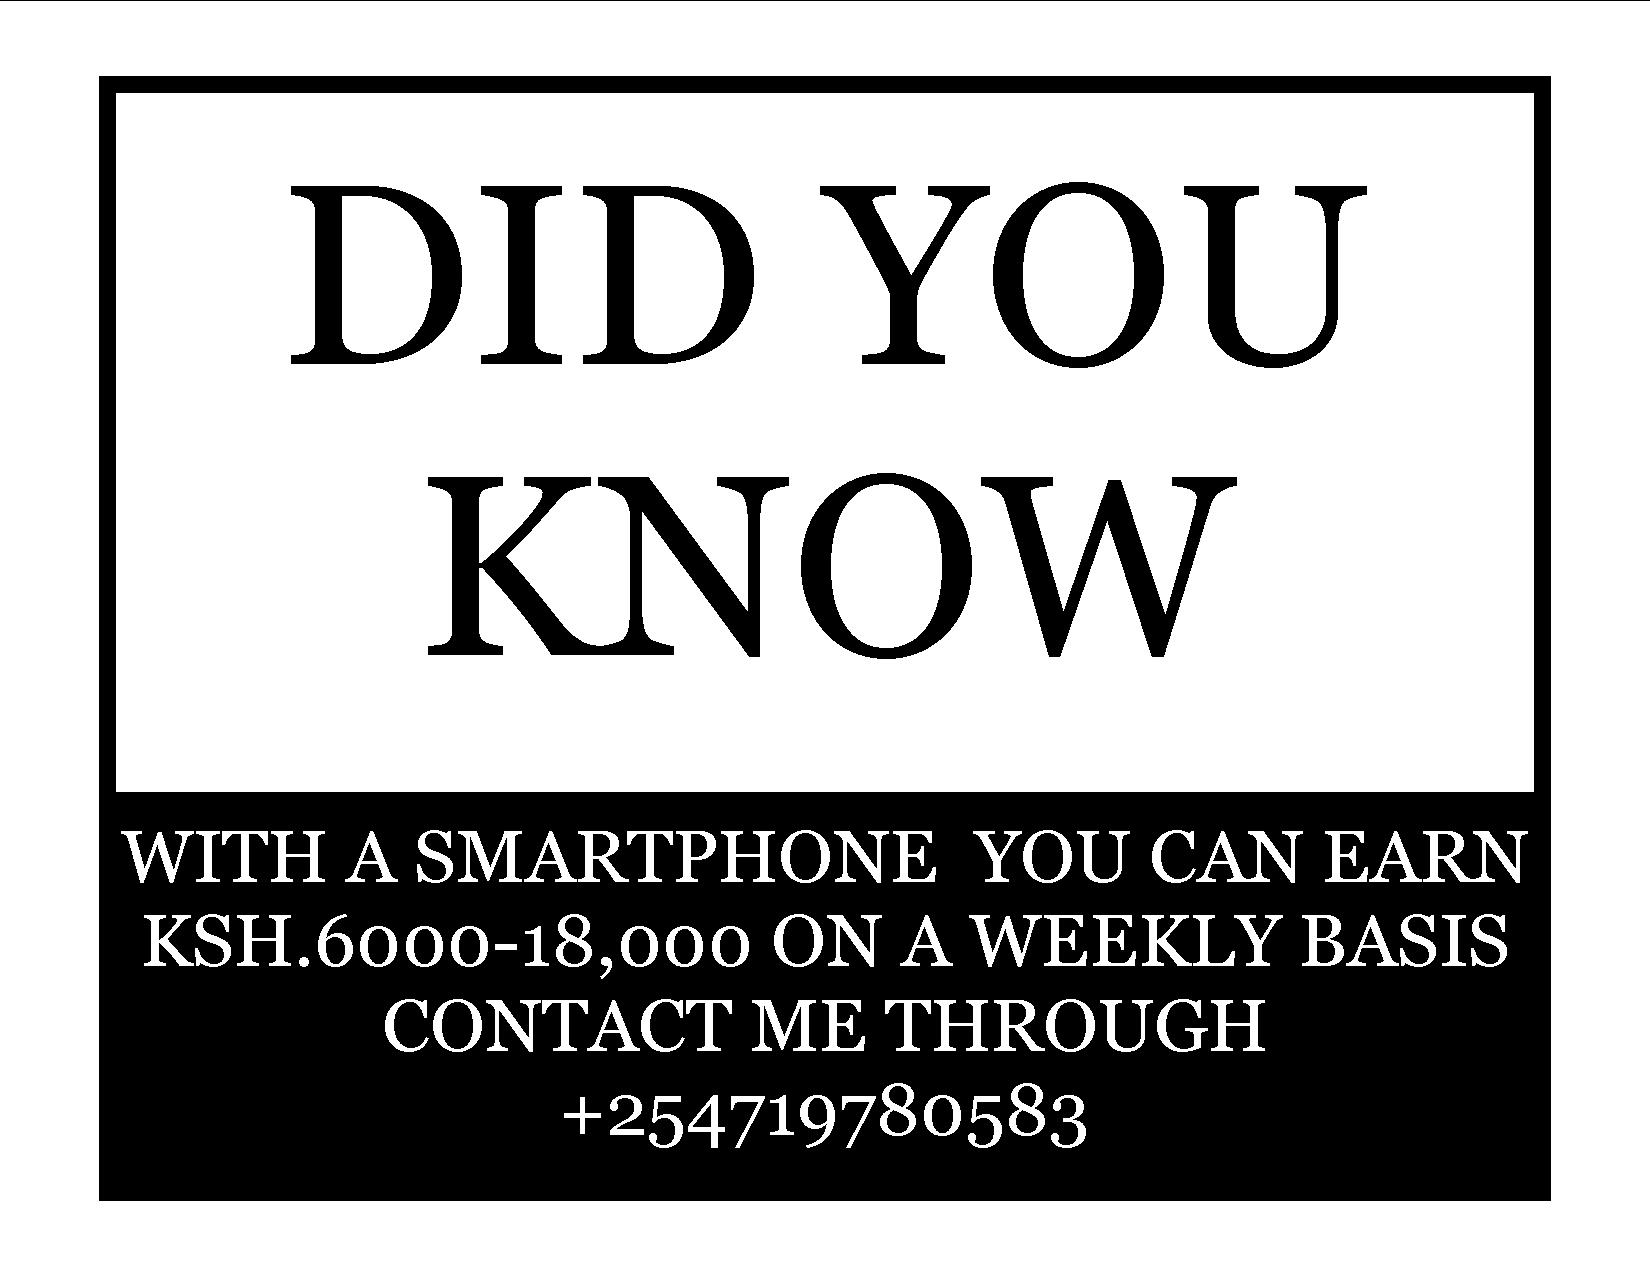 DID YOU
KNOW
WITH A SMARTPHONE  YOU CAN EARN
KSH.6000-18,000 ON A WEEKLY BASIS
CONTACT ME THROUGH
+254719780583